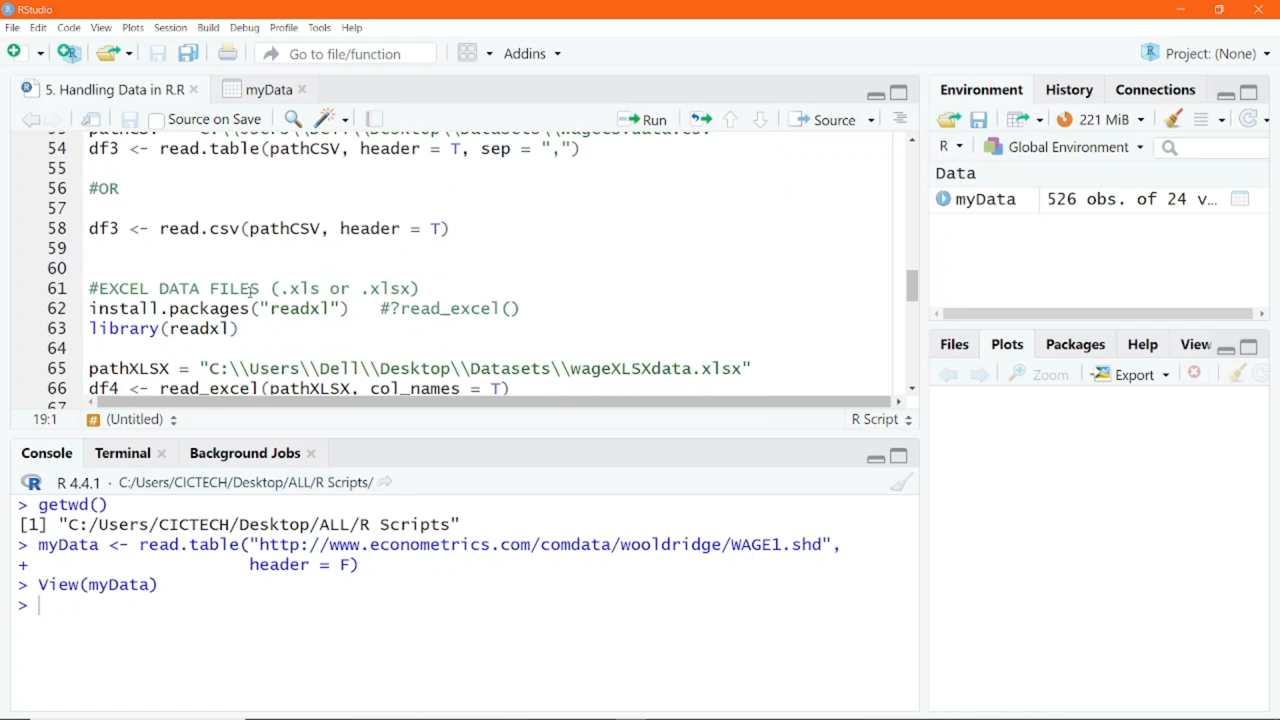 RStudio
File Edit Code View Plots Session Build Debug Profile Tools Help
Go to file/function Addins Project: (None)
5. Handling Data in R.R myData
Source on Save Run Source
54 df3 <- read.table(pathCSV, header = T, sep = ",")
55
56 #OR
57
58 df3 <- read.csv(pathCSV, header = T)
59
60
61 #EXCEL DATA FILES (.xls or .xlsx)
62 install.packages("readxl") #?read_excel()
63 library(readxl)
64
65 pathXLSX = "C:\\Users\\Dell\\Desktop\\Datasets\\wageXLSXdata.xlsx"
66 df4 <- read_excel(pathXLSX, col_names = T)
67
19:1 # (Untitled) R Script
Console Terminal Background Jobs
R 4.4.1 · C:/Users/CICTECH/Desktop/ALL/R Scripts/
> getwd()
[1] "C:/Users/CICTECH/Desktop/ALL/R Scripts"
> myData <- read.table("http://www.econometrics.com/comdata/wooldridge/WAGE1.shd",
+ header = F)
> View(myData)
>
Environment History Connections
221 MiB
R Global Environment
Data
myData 526 obs. of 24 v…
Files Plots Packages Help View
Zoom Export